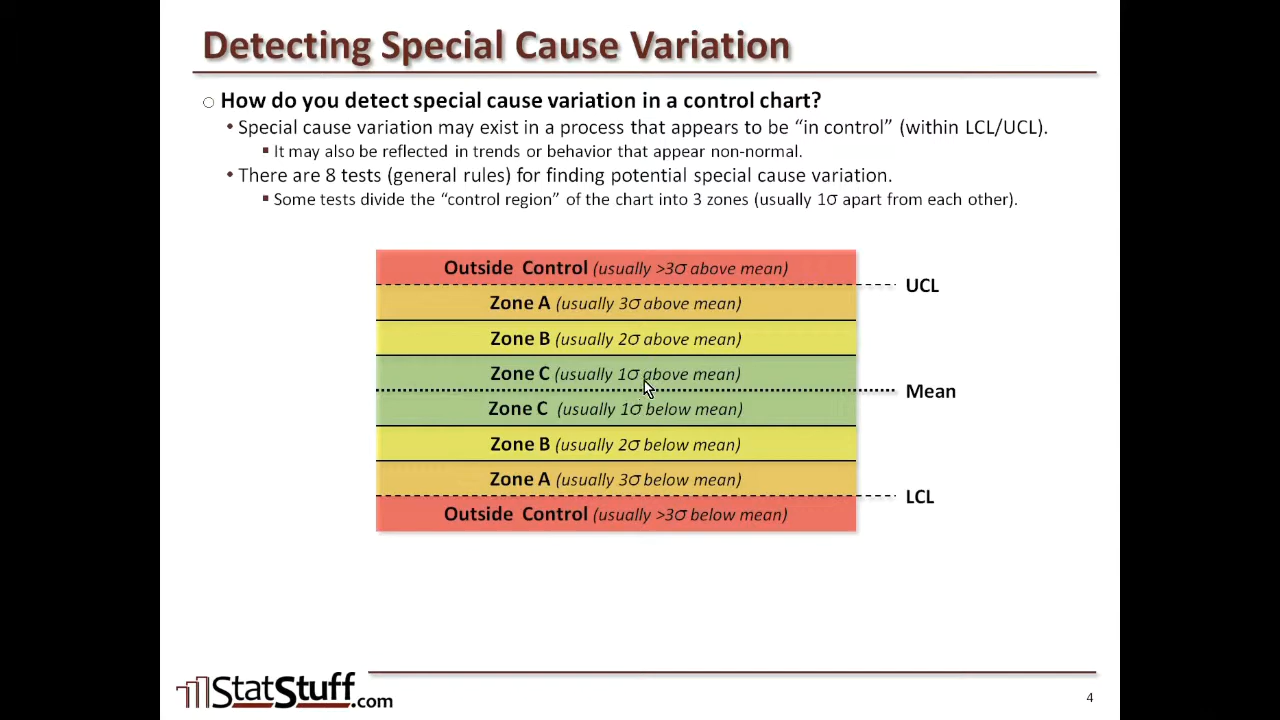 Detecting Special Cause Variation
How do you detect special cause variation in a control chart?
• Special cause variation may exist in a process that appears to be “in control” (within LCL/UCL).
▪ It may also be reflected in trends or behavior that appear non-normal.
• There are 8 tests (general rules) for finding potential special cause variation.
▪ Some tests divide the “control region” of the chart into 3 zones (usually 1σ apart from each other).
Outside Control (usually >3σ above mean)
UCL
Zone A (usually 3σ above mean)
Zone B (usually 2σ above mean)
Zone C (usually 1σ above mean)
Mean
Zone C (usually 1σ below mean)
Zone B (usually 2σ below mean)
Zone A (usually 3σ below mean)
LCL
Outside Control (usually >3σ below mean)
StatStuff.com
4